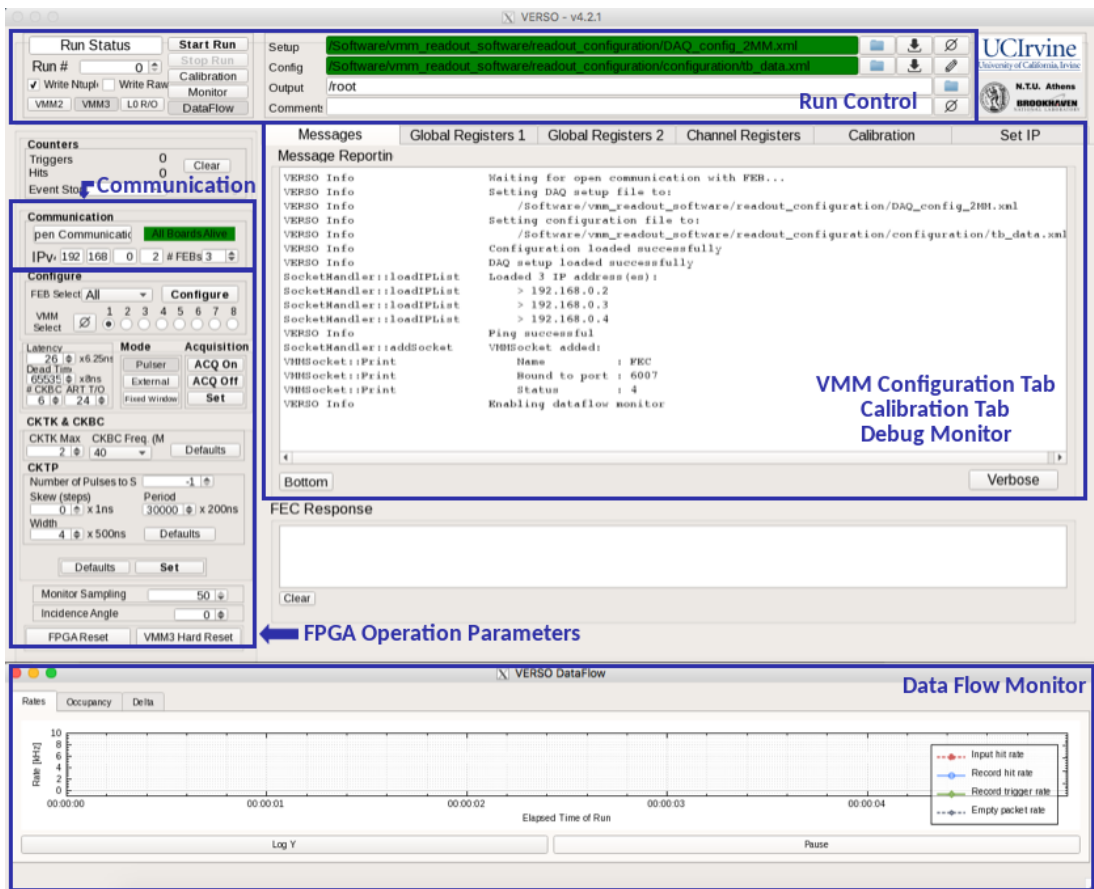 VERSO - v4.2.1
Run Status
Start Run
Run #
0
Stop Run
Calibration
Write Ntupl
Write Raw
Monitor
VMM2
VMM3
L0 R/O
DataFlow
Setup
/Software/vmm_readout_software/readout_configuration/DAQ_config_2MM.xml
Config
/Software/vmm_readout_software/readout_configuration/configuration/tb_data.xml
Output
/root
Comment
Run Control
UCIrvine
University of California, Irvine
N.T.U. Athens
BROOKHAVEN
NATIONAL LABORATORY
Counters
Triggers 0
Hits 0
Clear
Event Sto
Communication
Communication
pen Communicatio
All Boards Alive
IPv 192 168 0 2 # FEBs 3
Configure
FEB Select All
Configure
VMM Select
1 2 3 4 5 6 7 8
Latency
26 x6.25ns
Dead Tim
65535 x8ns
# CKBC ART T/O
6 24
Mode
Pulser
External
Fixed Window
Acquisition
ACQ On
ACQ Off
Set
CKTK & CKBC
CKTK Max CKBC Freq. (M
2 40 Defaults
CKTP
Number of Pulses to S -1
Skew (steps) Period
0 x 1ns 30000 x 200ns
Width
4 x 500ns Defaults
Defaults Set
Monitor Sampling 50
Incidence Angle 0
FPGA Reset VMM3 Hard Reset
FPGA Operation Parameters
Messages Global Registers 1 Global Registers 2 Channel Registers Calibration Set IP
Message Reportin
VERSO Info Waiting for open communication with FEB...
VERSO Info Setting DAQ setup file to:
VERSO Info /Software/vmm_readout_software/readout_configuration/DAQ_config_2MM.xml
VERSO Info Setting configuration file to:
VERSO Info /Software/vmm_readout_software/readout_configuration/configuration/tb_data.xml
VERSO Info Configuration loaded successfully
VERSO Info DAQ setup loaded successfully
SocketHandler::loadIPList Loaded 3 IP address(es):
SocketHandler::loadIPList > 192.168.0.2
SocketHandler::loadIPList > 192.168.0.3
SocketHandler::loadIPList > 192.168.0.4
VERSO Info Ping successful
SocketHandler::addSocket VMMSocket added:
VMMSocket::Print Name : FEC
VMMSocket::Print Bound to port : 6007
VMMSocket::Print Status : 4
VERSO Info Enabling dataflow monitor
VMM Configuration Tab
Calibration Tab
Debug Monitor
Bottom Verbose
FEC Response
Clear
VERSO DataFlow
Data Flow Monitor
Rates Occupancy Delta
Rate [kHz]
10
8
6
4
2
0
00:00:00 00:00:01 00:00:02 00:00:03 00:00:04
Elapsed Time of Run
Input hit rate
Record hit rate
Record trigger rate
Empty packet rate
Log Y Pause